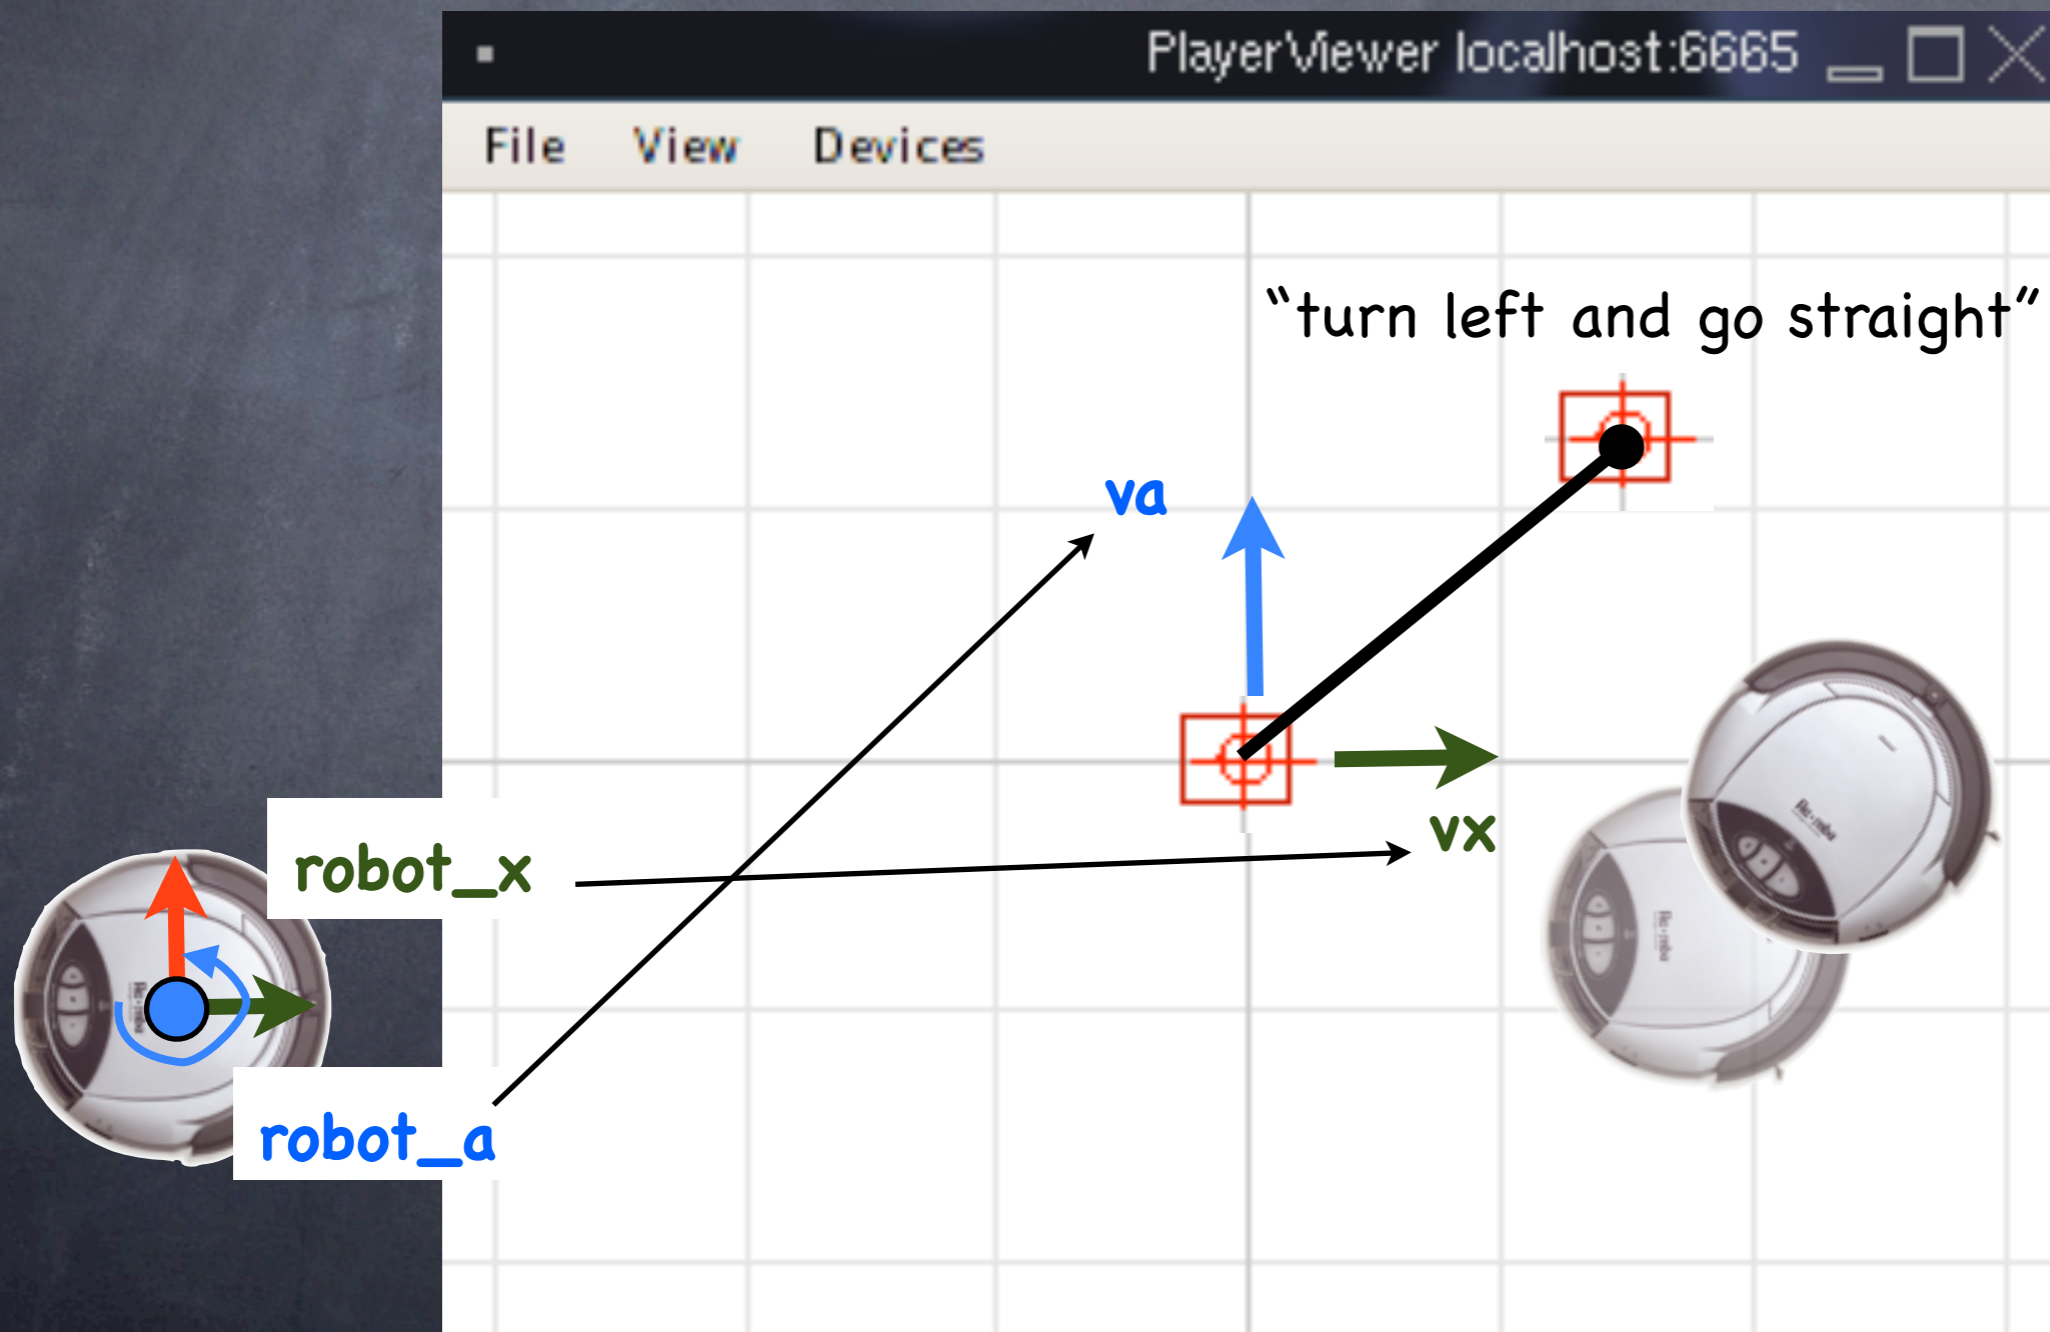 PlayerViewer localhost:6665
File View Devices
“turn left and go straight”
va
vx
robot_x
robot_a